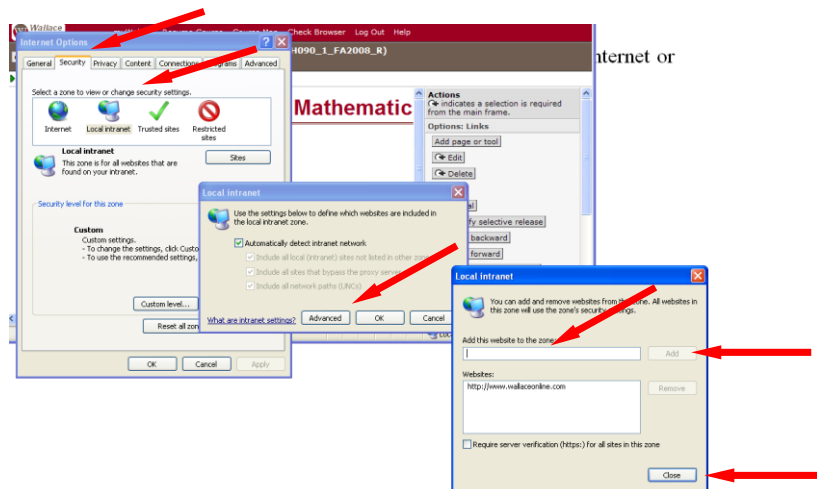 Wallace
Check Browser Log Out Help
Internet Options
H090_1_FA2008_R)
nternet or
General Security Privacy Content Connections Programs Advanced
Select a zone to view or change security settings.
Internet Local intranet Trusted sites Restricted
sites
Local intranet
This zone is for all websites that are
found on your intranet.
Sites
Security level for this zone
Custom
Custom settings.
- To change the settings, click Custo
- To use the recommended settings,
Custom level...
Reset all zon
OK Cancel Apply
Mathematic
Actions
indicates a selection is required
from the main frame.
Options: Links
Add page or tool
Edit
Delete
al
fy selective release
backward
forward
Local intranet
Use the settings below to define which websites are included in
the local intranet zone.
Automatically detect intranet network
Include all local (intranet) sites not listed in other zone
Include all sites that bypass the proxy server
Include all network paths (UNCs)
What are intranet settings? Advanced OK Cancel
Loca
Local intranet
You can add and remove websites from this zone. All websites in
this zone will use the zone's security settings.
Add this website to the zone:
Add
Websites:
http://www.wallaceonline.com
Remove
Require server verification (https:) for all sites in this zone
Close